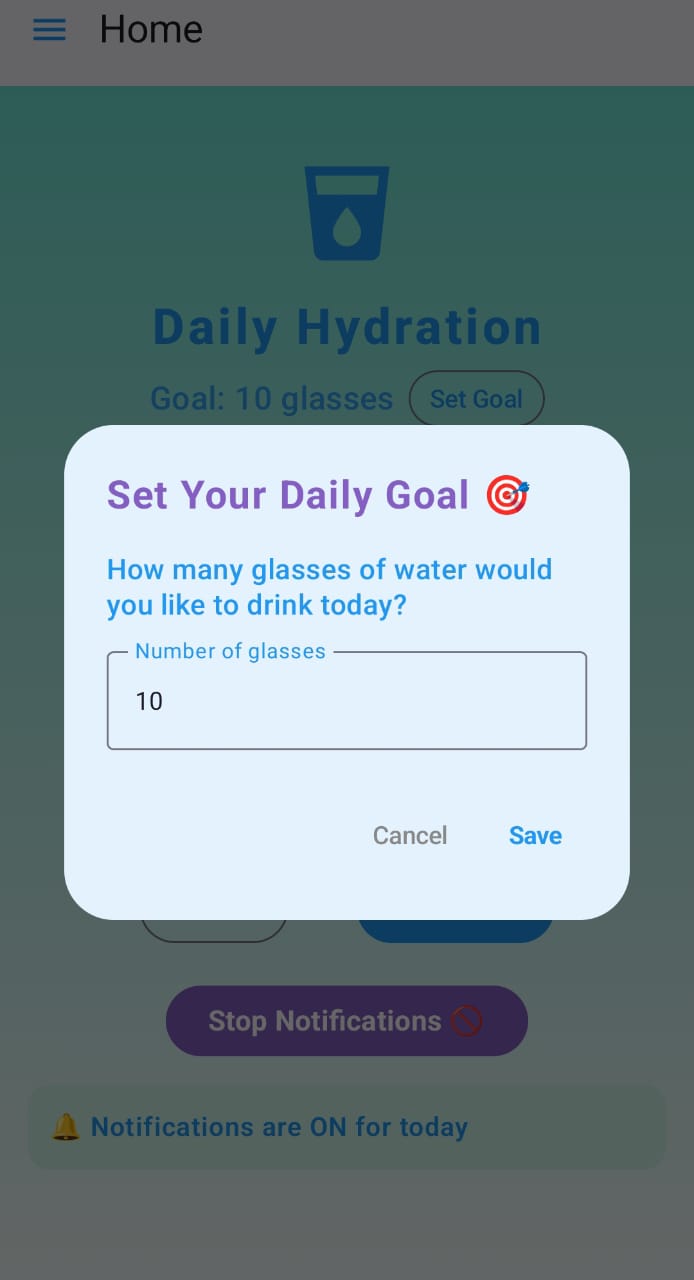 Home
Daily Hydration
Goal: 10 glasses Set Goal
Set Your Daily Goal 🎯
How many glasses of water would
you like to drink today?
Number of glasses
10
Cancel Save
Stop Notifications 🚫
🔔 Notifications are ON for today